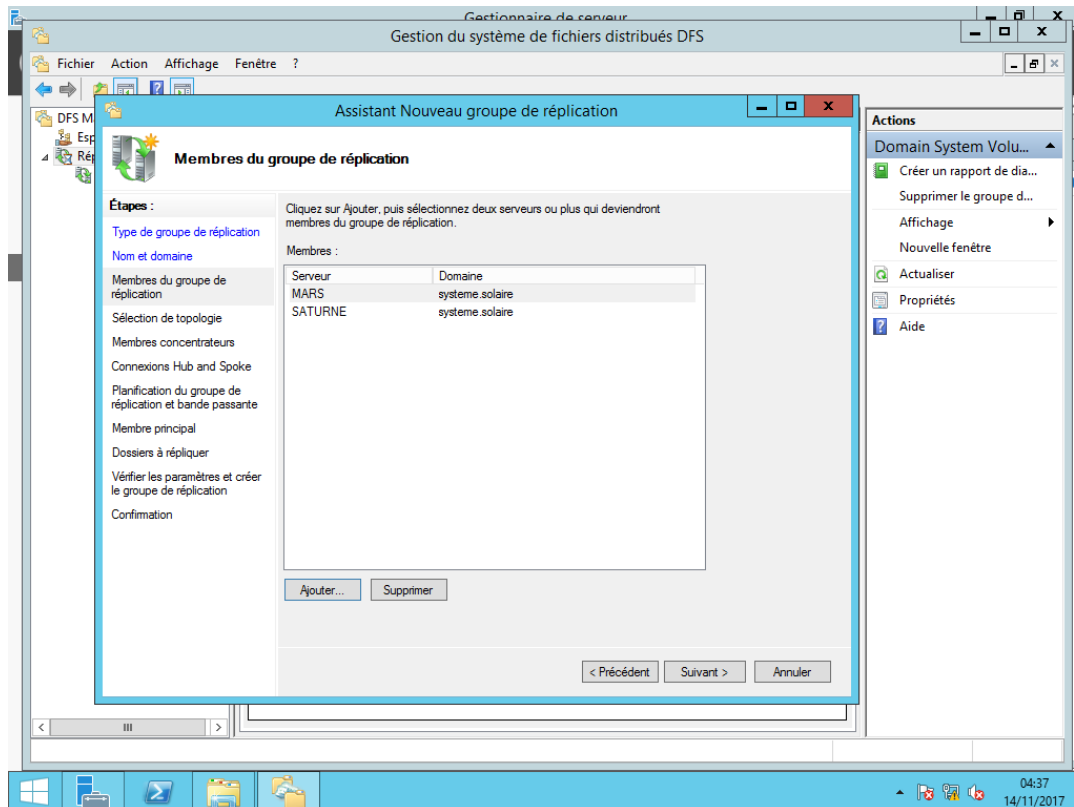 Gestionnaire de serveur
Gestion du système de fichiers distribués DFS
Fichier Action Affichage Fenêtre ?
DFS M
Esp
Rép
Assistant Nouveau groupe de réplication
Membres du groupe de réplication
Étapes :
Type de groupe de réplication
Nom et domaine
Membres du groupe de
réplication
Sélection de topologie
Membres concentrateurs
Connexions Hub and Spoke
Planification du groupe de
réplication et bande passante
Membre principal
Dossiers à répliquer
Vérifier les paramètres et créer
le groupe de réplication
Confirmation
Cliquez sur Ajouter, puis sélectionnez deux serveurs ou plus qui deviendront
membres du groupe de réplication.
Membres :
Serveur Domaine
MARS systeme.solaire
SATURNE systeme.solaire
Ajouter... Supprimer
< Précédent Suivant > Annuler
Actions
Domain System Volu...
Créer un rapport de dia...
Supprimer le groupe d...
Affichage
Nouvelle fenêtre
Actualiser
Propriétés
Aide
04:37
14/11/2017